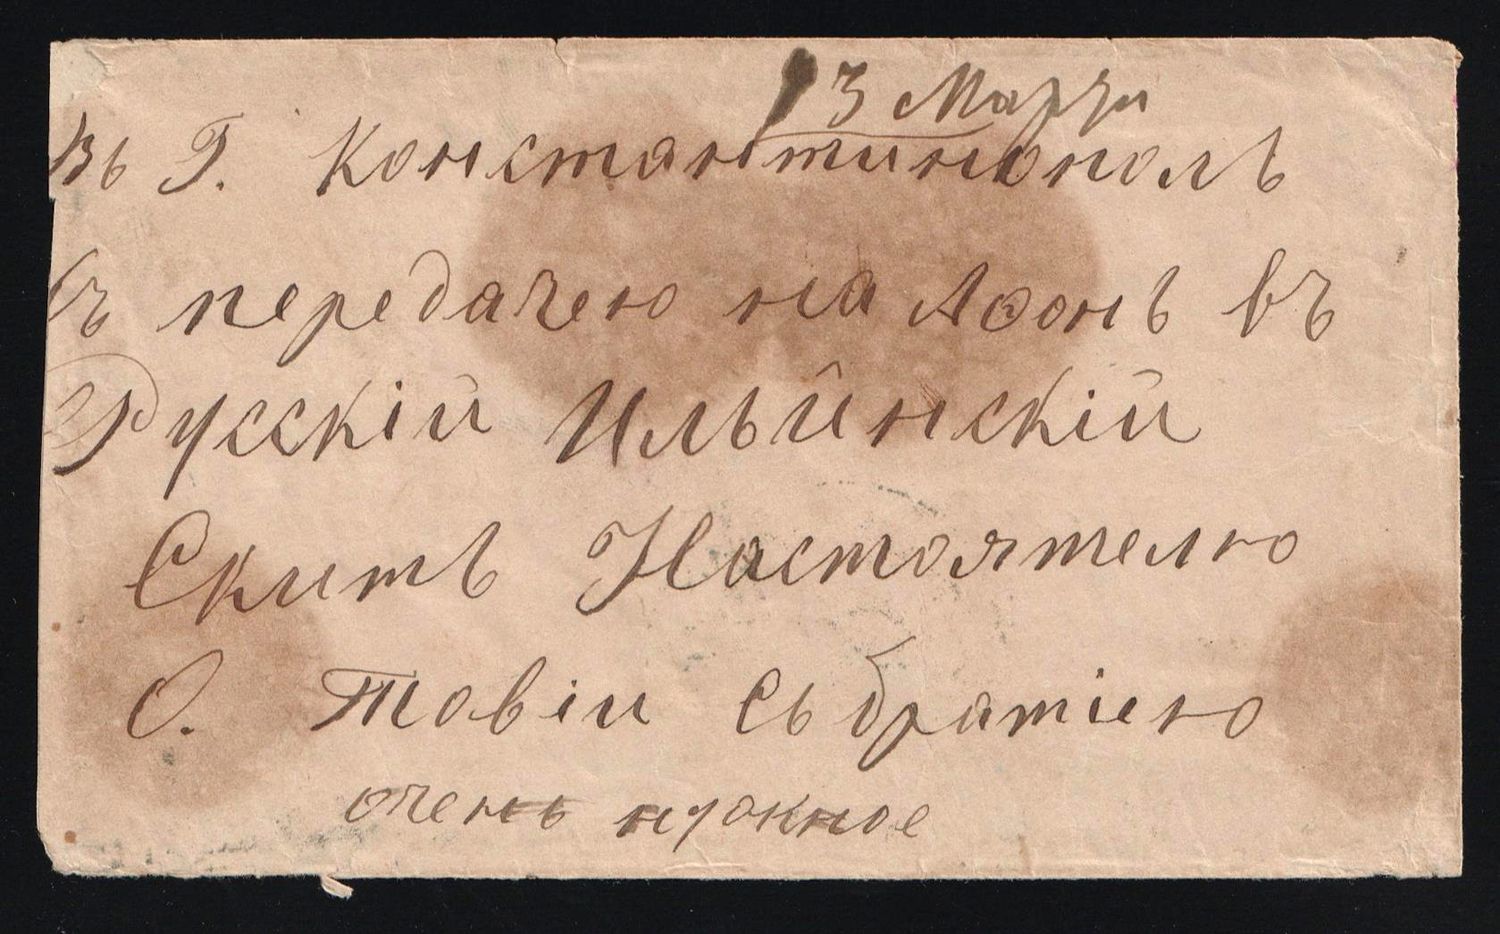 3 Марта
Въ Г. Константинополь
Съ передачею на Аѳонъ въ
Русскій Ильинскій
Скитъ Настоятелю
О. Товіи Съ братіею
очень нужное